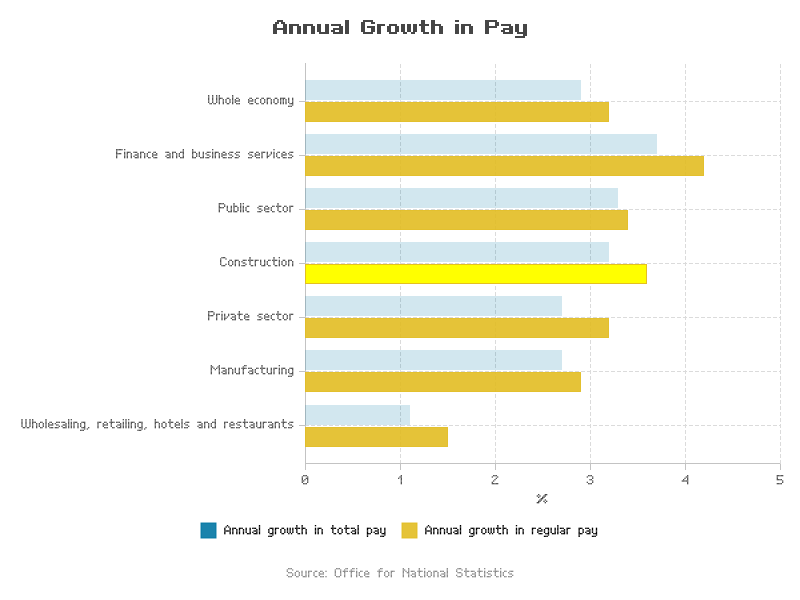 Annual Growth in Pay
Whole economy
Finance and business services
Public sector
Construction
Private sector
Manufacturing
Wholesaling, retailing, hotels and restaurants
0 1 2 3 4 5
%
Annual growth in total pay Annual growth in regular pay
Source: Office for National Statistics